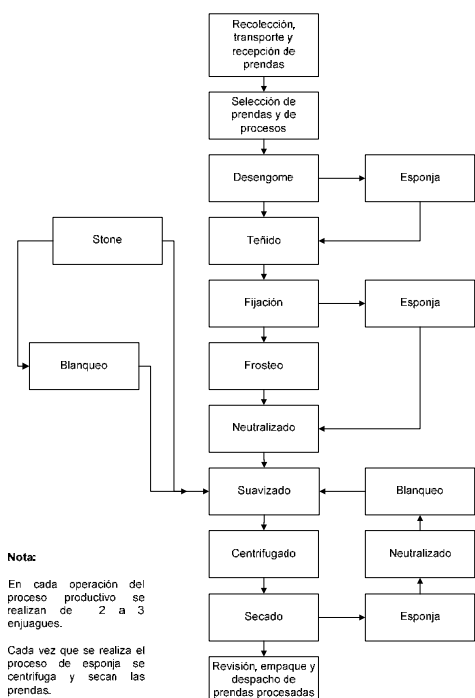 Recolección,
transporte y
recepción de
prendas
Selección de
prendas y de
procesos
Desengome
Esponja
Stone
Teñido
Fijación
Esponja
Blanqueo
Frosteo
Neutralizado
Suavizado
Blanqueo
Centrifugado
Neutralizado
Secado
Esponja
Revisión, empaque y
despacho de
prendas procesadas
Nota:
En cada operación del
proceso productivo se
realizan de 2 a 3
enjuagues.
Cada vez que se realiza el
proceso de esponja se
centrifuga y secan las
prendas.